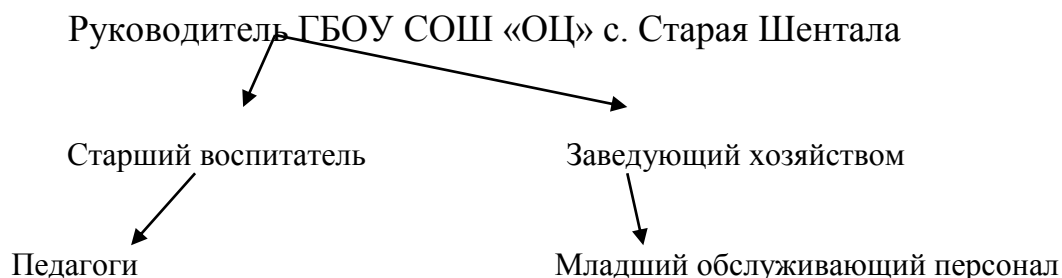 Руководитель ГБОУ СОШ «ОЦ» с. Старая Шентала
Старший воспитатель
Заведующий хозяйством
Педагоги
Младший обслуживающий персонал